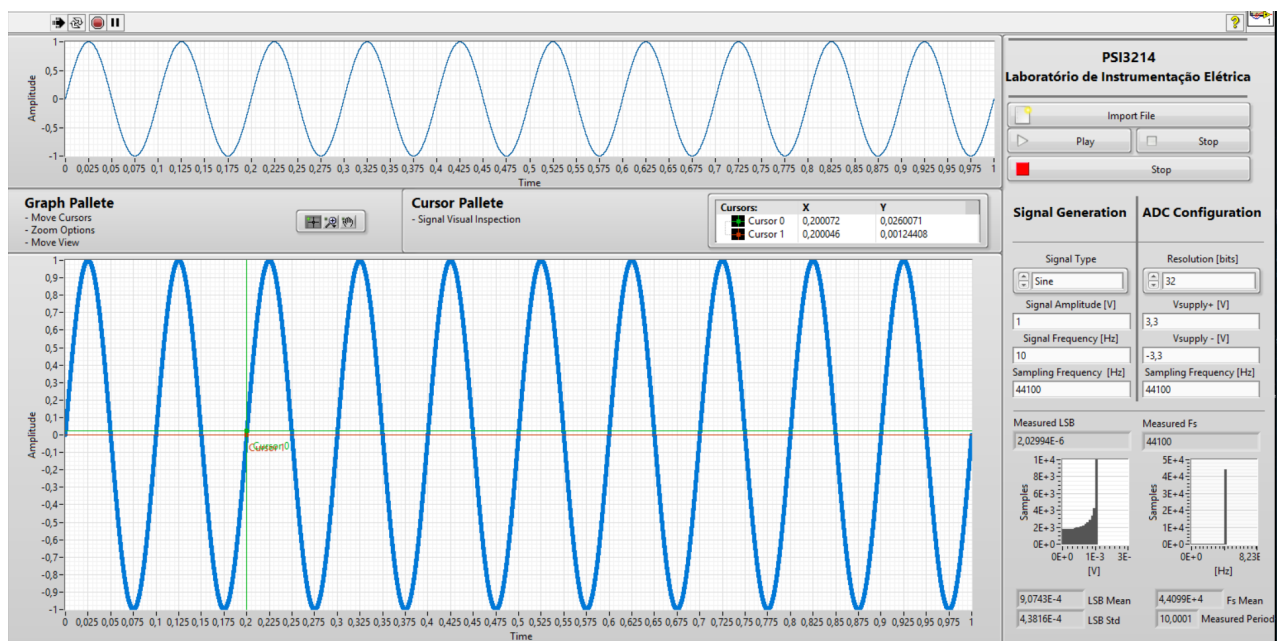 1
0,5
0
-0,5
-1
Amplitude
0 0,025 0,05 0,075 0,1 0,125 0,15 0,175 0,2 0,225 0,25 0,275 0,3 0,325 0,35 0,375 0,4 0,425 0,45 0,475 0,5 0,525 0,55 0,575 0,6 0,625 0,65 0,675 0,7 0,725 0,75 0,775 0,8 0,825 0,85 0,875 0,9 0,925 0,95 0,975 1
Time
PSI3214
Laboratório de Instrumentação Elétrica
Import File
Play Stop
Stop
Graph Pallete
- Move Cursors
- Zoom Options
- Move View
Cursor Pallete
- Signal Visual Inspection
Cursors: X Y
Cursor 0 0,200072 0,0260071
Cursor 1 0,200046 0,00124408
1
0,9
0,8
0,7
0,6
0,5
0,4
0,3
0,2
0,1
0
-0,1
-0,2
-0,3
-0,4
-0,5
-0,6
-0,7
-0,8
-0,9
-1
Amplitude
Cursor 0
0 0,025 0,05 0,075 0,1 0,125 0,15 0,175 0,2 0,225 0,25 0,275 0,3 0,325 0,35 0,375 0,4 0,425 0,45 0,475 0,5 0,525 0,55 0,575 0,6 0,625 0,65 0,675 0,7 0,725 0,75 0,775 0,8 0,825 0,85 0,875 0,9 0,925 0,95 0,975 1
Time
Signal Generation
Signal Type
Sine
Signal Amplitude [V]
1
Signal Frequency [Hz]
10
Sampling Frequency [Hz]
44100
ADC Configuration
Resolution [bits]
32
Vsupply+ [V]
3,3
Vsupply - [V]
-3,3
Sampling Frequency [Hz]
44100
Measured LSB
2,02994E-6
1E+4
8E+3
6E+3
4E+3
2E+3
0E+0
Samples
0E+0 1E-3 3E-
[V]
9,0743E-4 LSB Mean
4,3816E-4 LSB Std
Measured Fs
44100
5E+4
4E+4
3E+4
2E+4
1E+4
0E+0
Samples
0E+0 8,23E
[Hz]
4,4099E+4 Fs Mean
10,0001 Measured Period